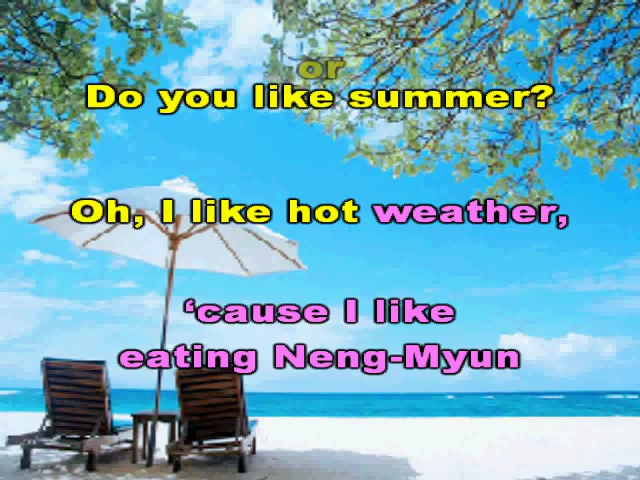 or
Do you like summer?
Oh, I like hot weather,
‘cause I like
eating Neng-Myun